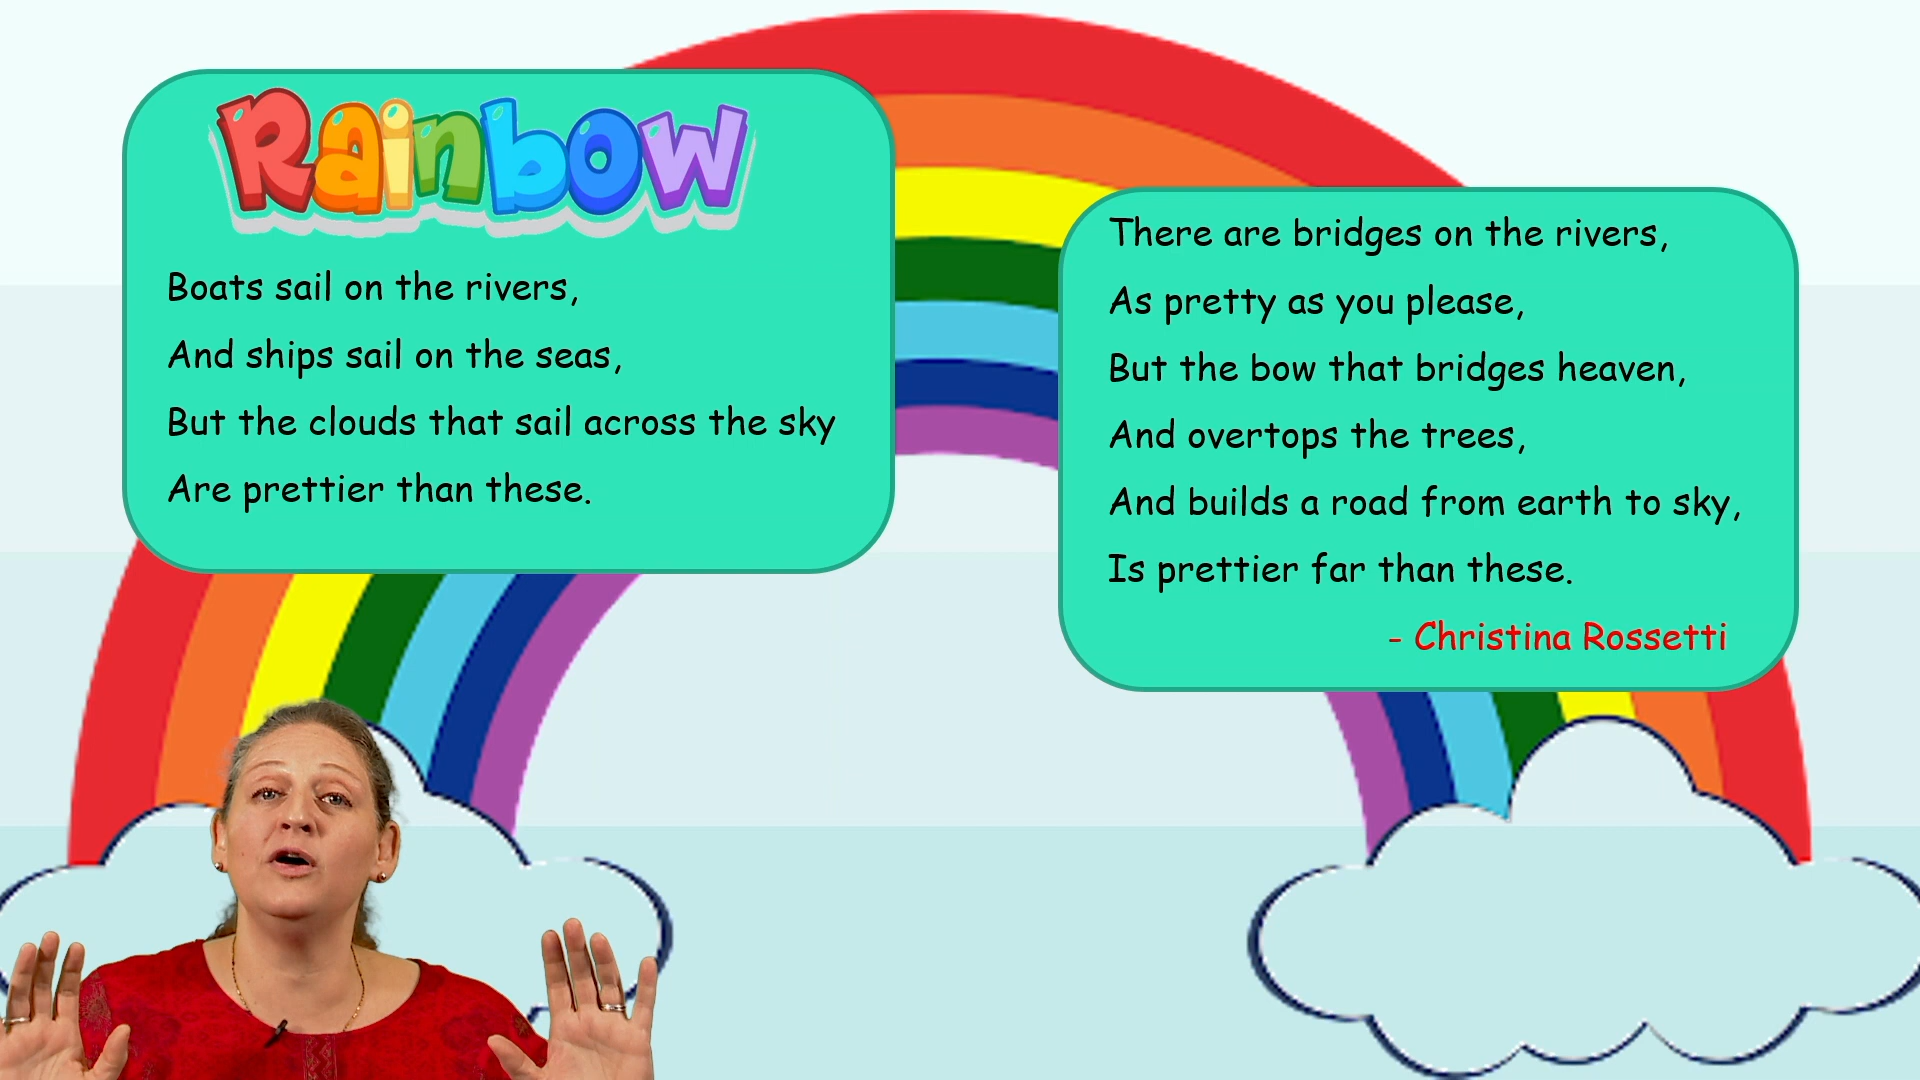 Rainbow
Boats sail on the rivers,
And ships sail on the seas,
But the clouds that sail across the sky
Are prettier than these.
There are bridges on the rivers,
As pretty as you please,
But the bow that bridges heaven,
And overtops the trees,
And builds a road from earth to sky,
Is prettier far than these.
- Christina Rossetti